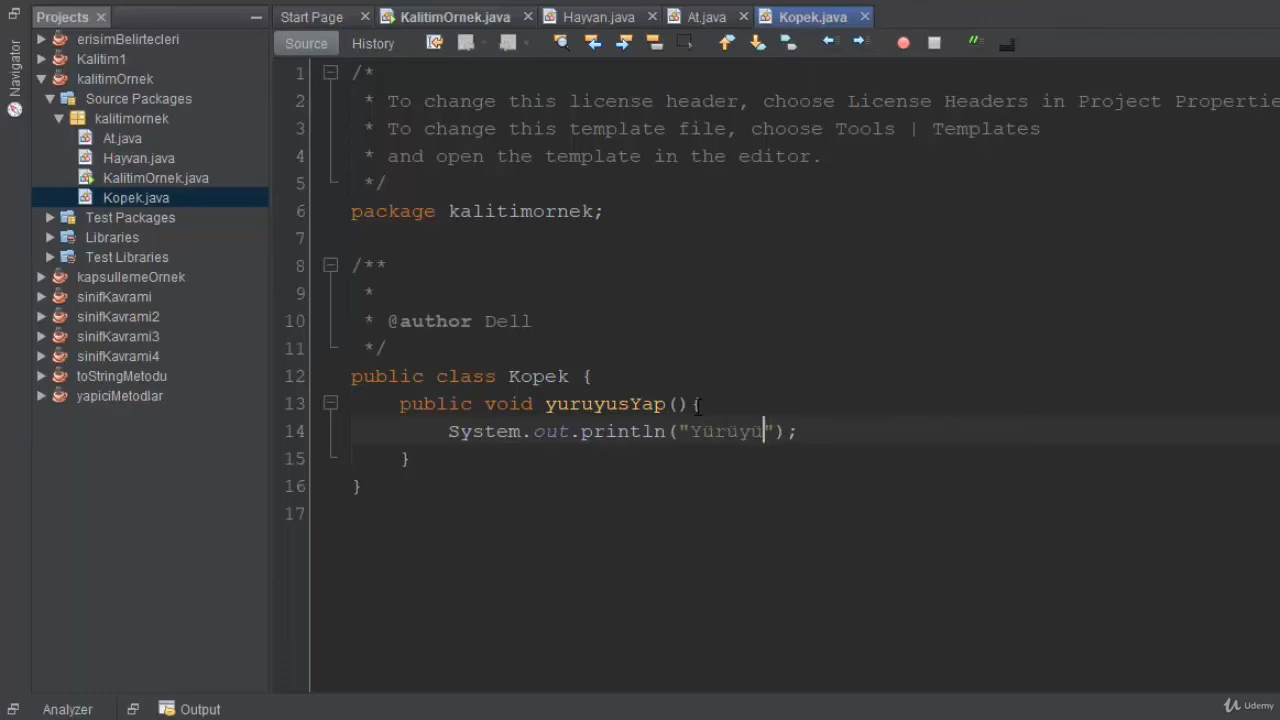 Projects
Start Page
KalitimOrnek.java
Hayvan.java
At.java
Kopek.java
Navigator
Source
History
erisimBelirtecleri
Kalitim1
kalitimOrnek
Source Packages
kalitimornek
At.java
Hayvan.java
KalitimOrnek.java
Kopek.java
Test Packages
Libraries
Test Libraries
kapsullemeOrnek
sinifKavrami
sinifKavrami2
sinifKavrami3
sinifKavrami4
toStringMetodu
yapiciMetodlar
1 /*
2 * To change this license header, choose License Headers in Project Propertie
3 * To change this template file, choose Tools | Templates
4 * and open the template in the editor.
5 */
6 package kalitimornek;
7
8 /**
9 *
10 * @author Dell
11 */
12 public class Kopek {
13 public void yuruyusYap(){
14 System.out.println("Yürüyü");
15 }
16 }
17
Analyzer
Output
Udemy